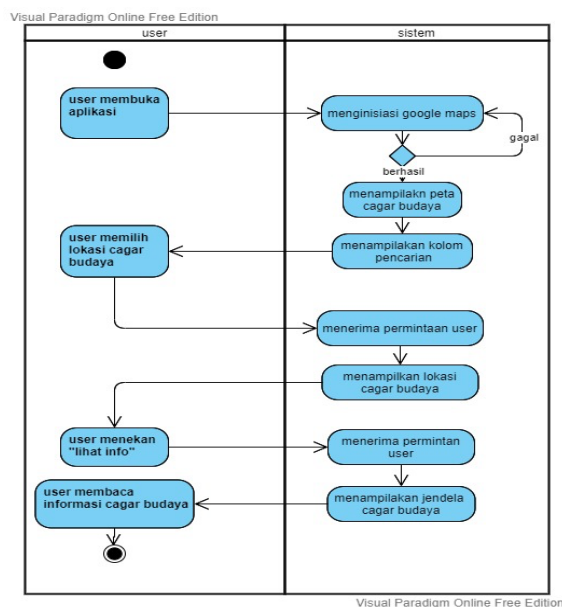 Visual Paradigm Online Free Edition
user
sistem
user membuka
aplikasi
menginisiasi google maps
gagal
berhasil
menampilakn peta
cagar budaya
user memilih
lokasi cagar
budaya
menampilakan kolom
pencarian
menerima permintaan user
menampilkan lokasi
cagar budaya
user menekan
"lihat info"
menerima permintan
user
user membaca
informasi cagar budaya
menampilakan jendela
cagar budaya
Visual Paradigm Online Free Edition